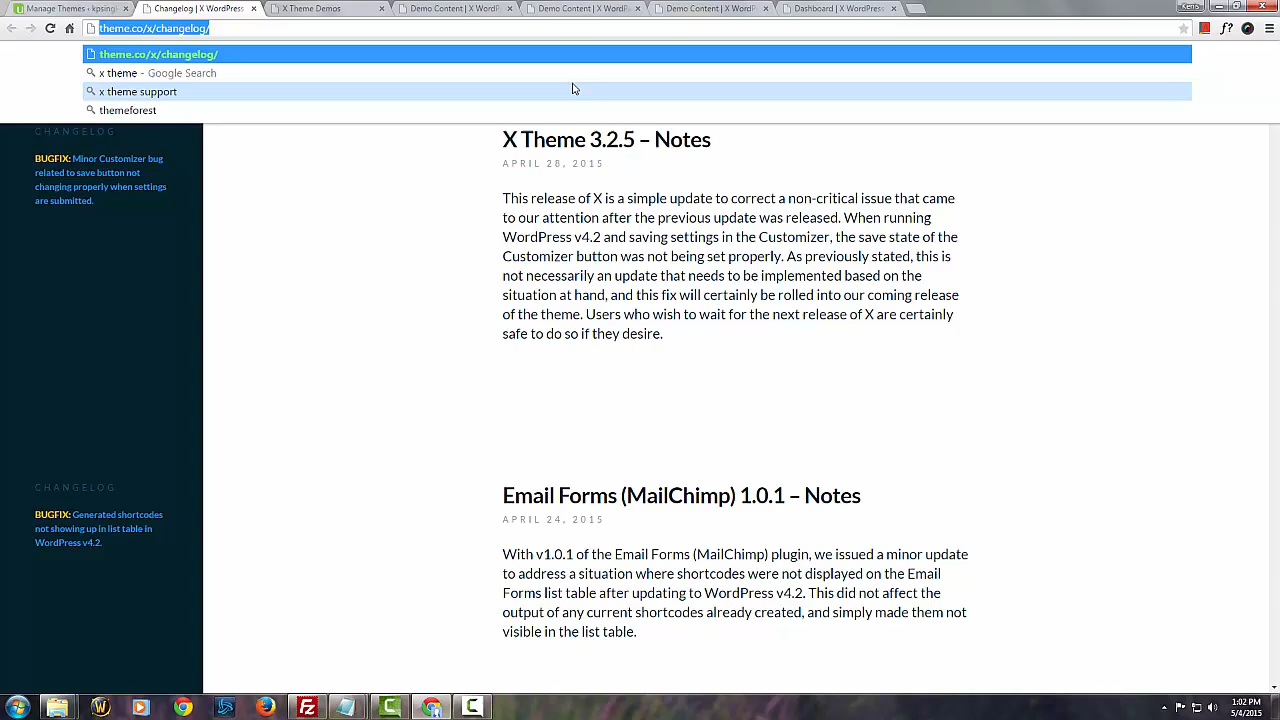 Manage Themes ‹ kpsingl
Changelog | X WordPress
X Theme Demos
Demo Content | X WordPr
Demo Content | X WordPr
Demo Content | X WordPr
Dashboard | X WordPress
Kenis
theme.co/x/changelog/
theme.co/x/changelog/
x theme - Google Search
x theme support
themeforest
CHANGELOG
BUGFIX: Minor Customizer bug
related to save button not
changing properly when settings
are submitted.
X Theme 3.2.5 – Notes
APRIL 28, 2015
This release of X is a simple update to correct a non-critical issue that came
to our attention after the previous update was released. When running
WordPress v4.2 and saving settings in the Customizer, the save state of the
Customizer button was not being set properly. As previously stated, this is
not necessarily an update that needs to be implemented based on the
situation at hand, and this fix will certainly be rolled into our coming release
of the theme. Users who wish to wait for the next release of X are certainly
safe to do so if they desire.
CHANGELOG
BUGFIX: Generated shortcodes
not showing up in list table in
WordPress v4.2.
Email Forms (MailChimp) 1.0.1 – Notes
APRIL 24, 2015
With v1.0.1 of the Email Forms (MailChimp) plugin, we issued a minor update
to address a situation where shortcodes were not displayed on the Email
Forms list table after updating to WordPress v4.2. This did not affect the
output of any current shortcodes already created, and simply made them not
visible in the list table.
1:02 PM
5/4/2015